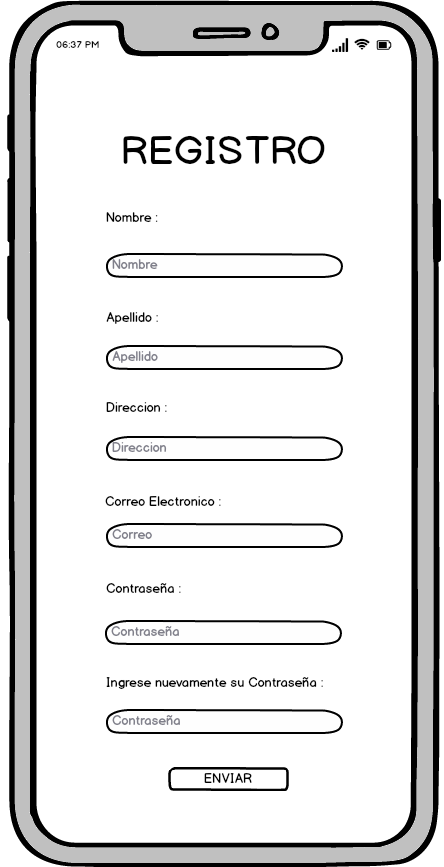 06:37 PM
REGISTRO
Nombre :
Nombre
Apellido :
Apellido
Direccion :
Direccion
Correo Electronico :
Correo
Contraseña :
Contraseña
Ingrese nuevamente su Contraseña :
Contraseña
ENVIAR